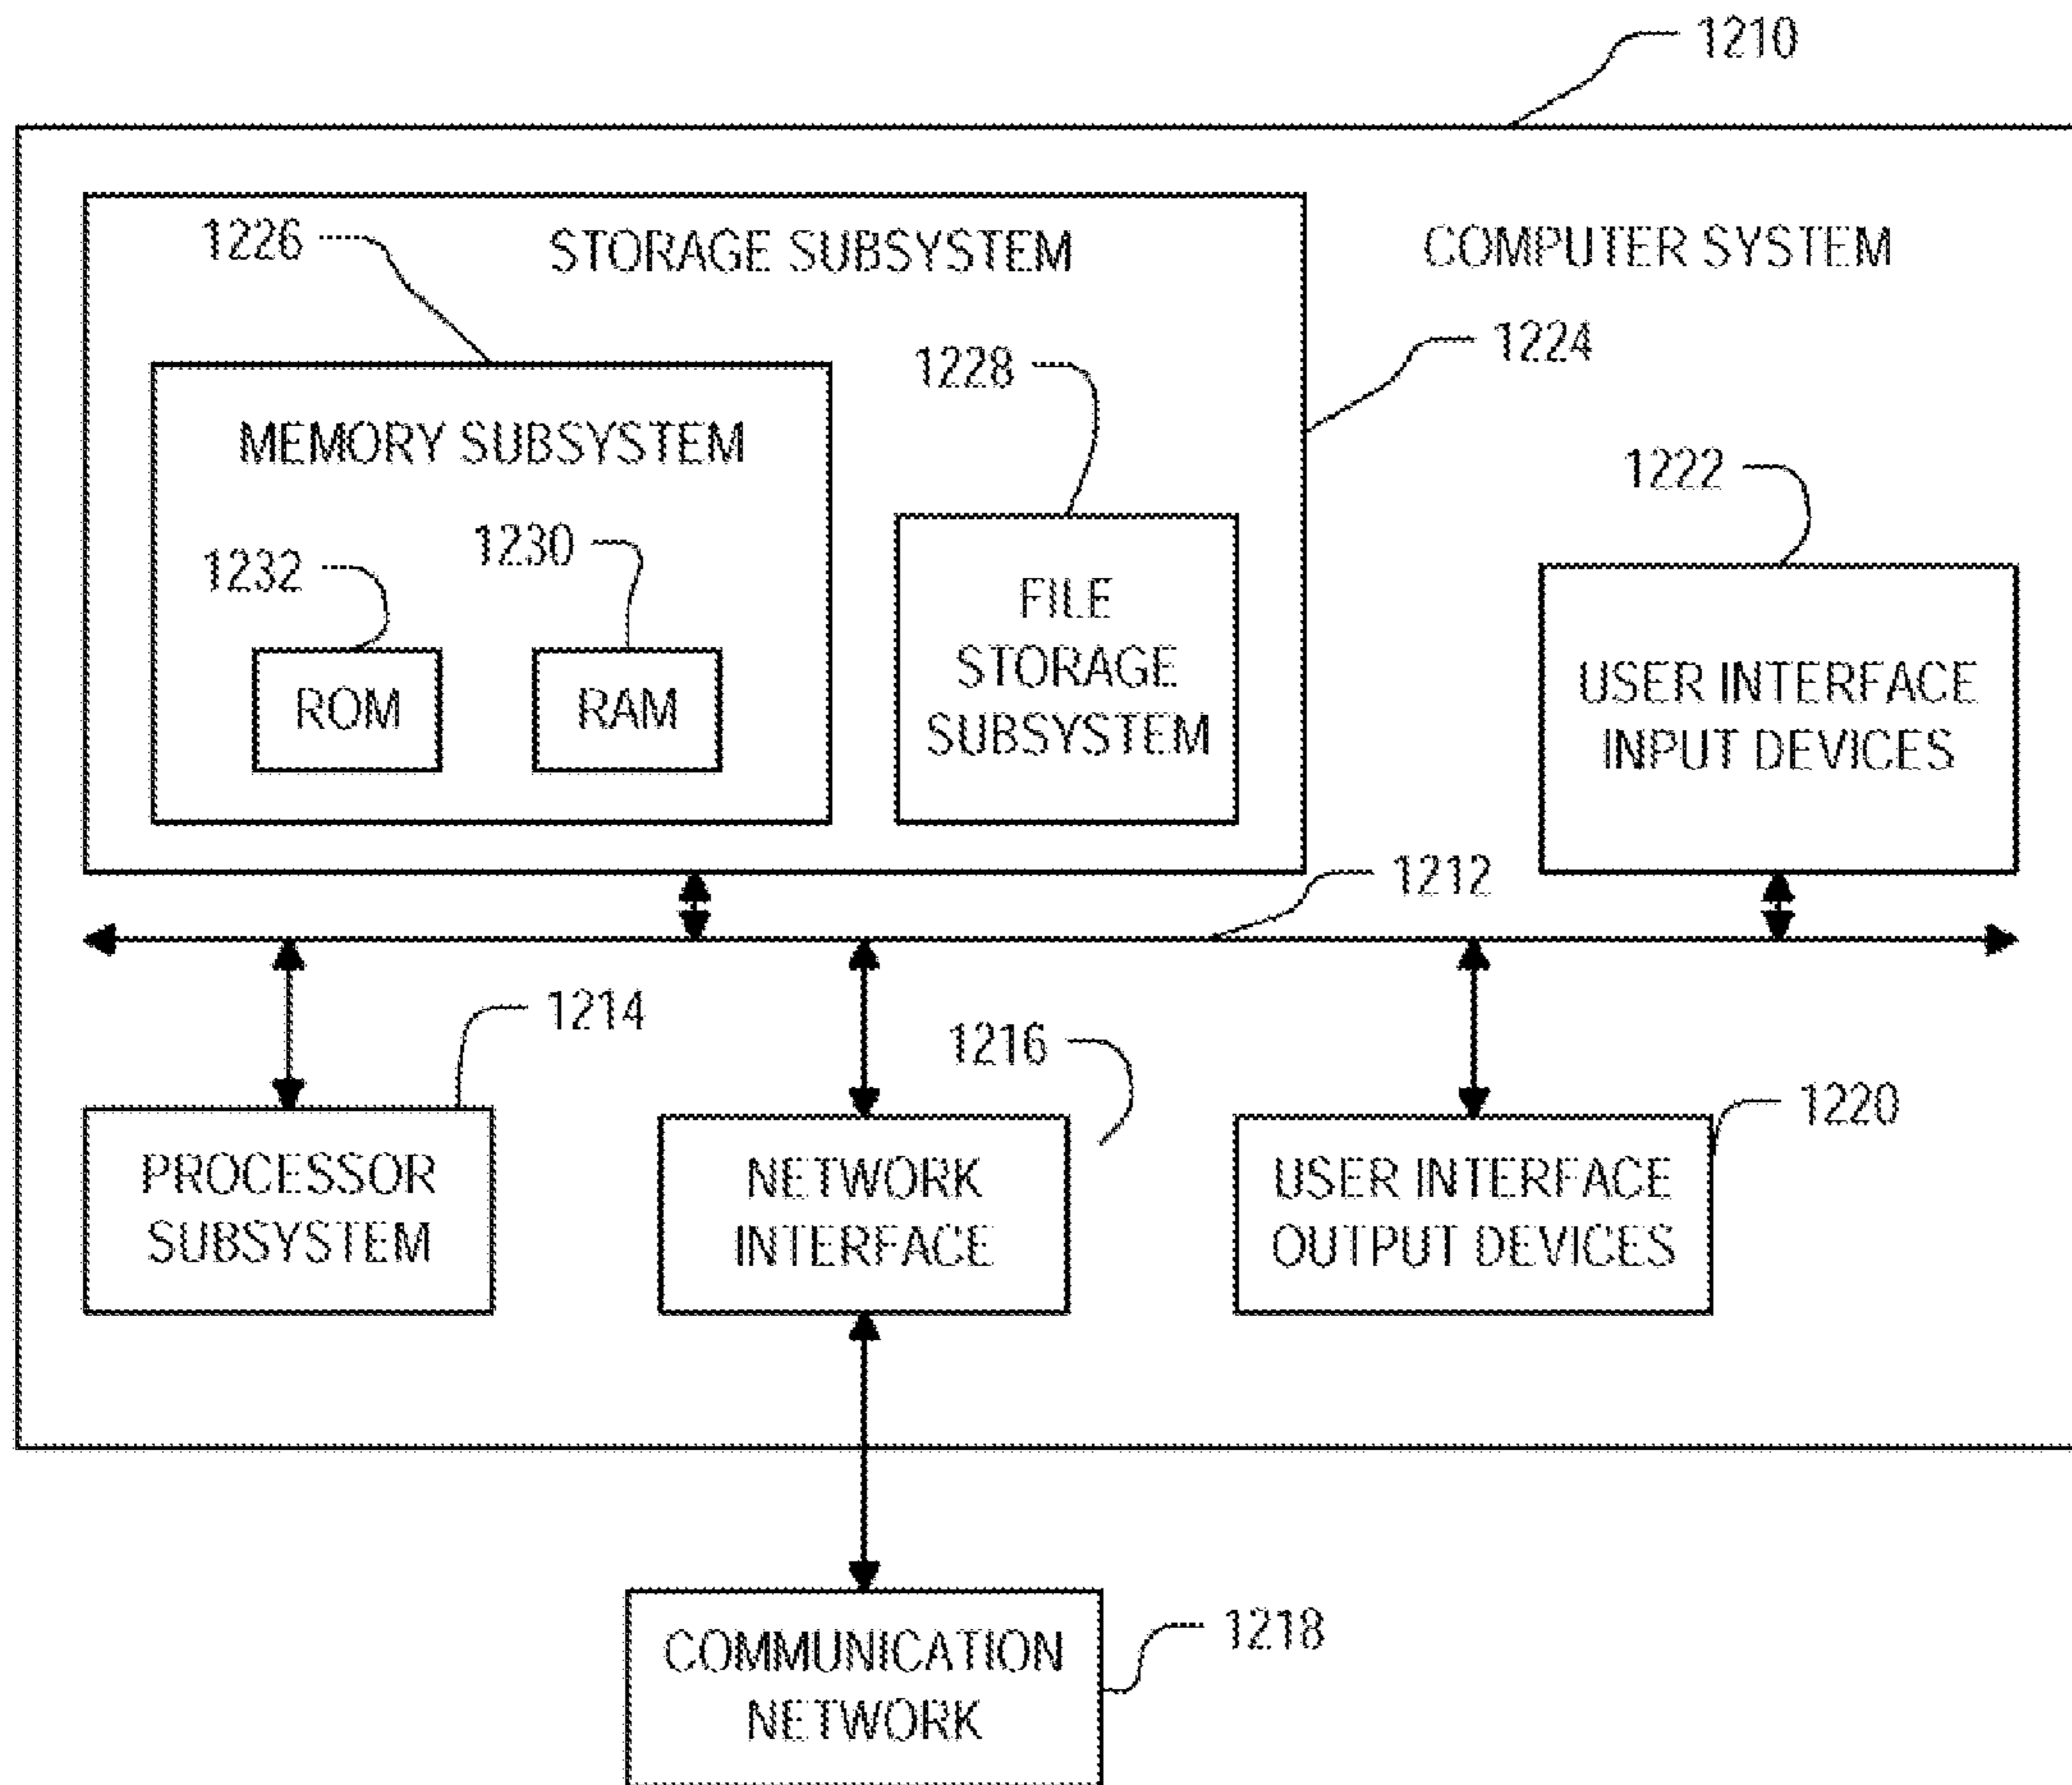 1210
1226
STORAGE SUBSYSTEM
COMPUTER SYSTEM
1224
1228
MEMORY SUBSYSTEM
1222
1232
1230
FILE
STORAGE
SUBSYSTEM
ROM
RAM
USER INTERFACE
INPUT DEVICES
1212
1214
1216
1220
PROCESSOR
SUBSYSTEM
NETWORK
INTERFACE
USER INTERFACE
OUTPUT DEVICES
1218
COMMUNICATION
NETWORK